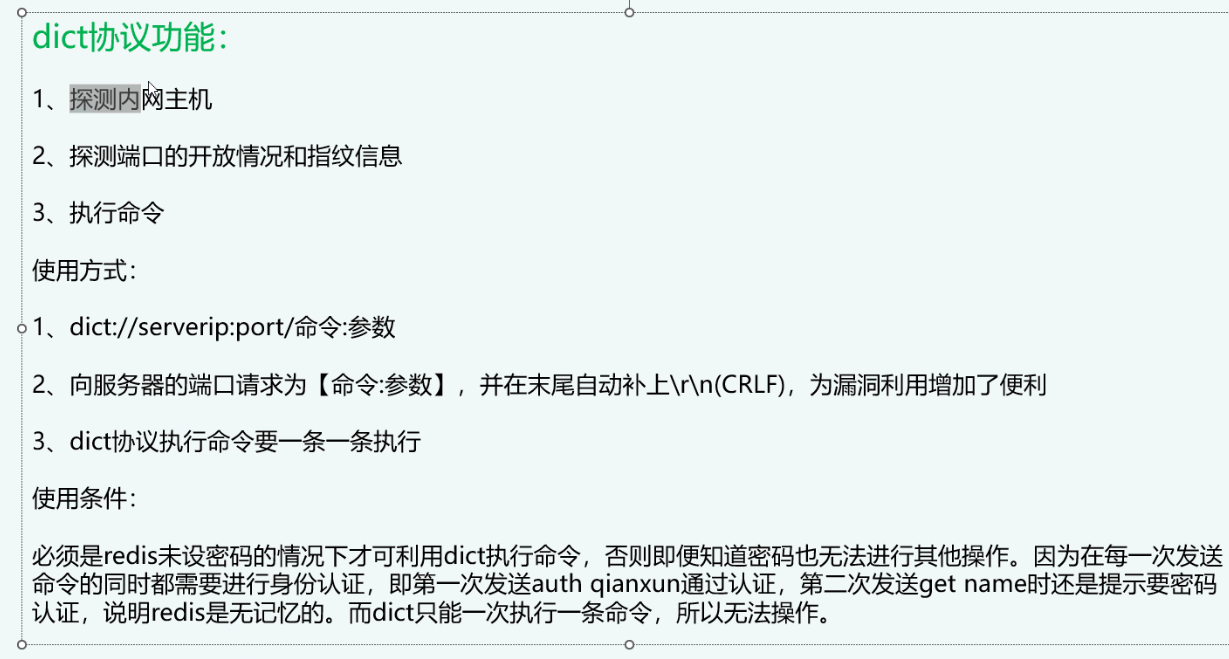 dict协议功能：
1、探测内网主机
2、探测端口的开放情况和指纹信息
3、执行命令
使用方式：
1、dict://serverip:port/命令:参数
2、向服务器的端口请求为【命令:参数】，并在末尾自动补上\r\n(CRLF)，为漏洞利用增加了便利
3、dict协议执行命令要一条一条执行
使用条件：
必须是redis未设密码的情况下才可利用dict执行命令，否则即便知道密码也无法进行其他操作。因为在每一次发送
命令的同时都需要进行身份认证，即第一次发送auth qianxun通过认证，第二次发送get name时还是提示要密码
认证，说明redis是无记忆的。而dict只能一次执行一条命令，所以无法操作。